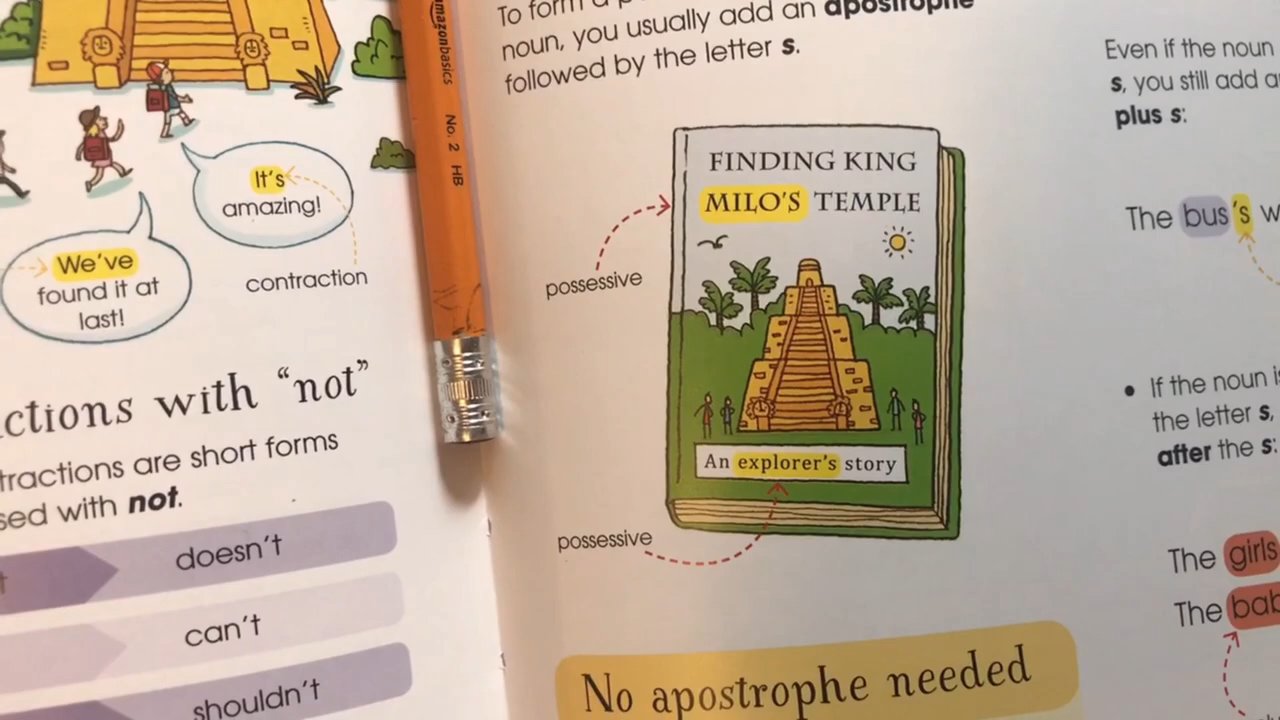 It's
amazing!
We've
found it at
last!
contraction
ctions with “not”
tractions are short forms
sed with not.
doesn't
can't
shouldn't
amazonbasics No. 2 HB
To form a
noun, you usually add an apostrophe
followed by the letter s.
FINDING KING
MILO'S TEMPLE
possessive
An explorer's story
possessive
No apostrophe needed
Even if the noun
s, you still add a
plus s:
The bus's w
• If the noun is
the letter s,
after the s:
The girls
The bab